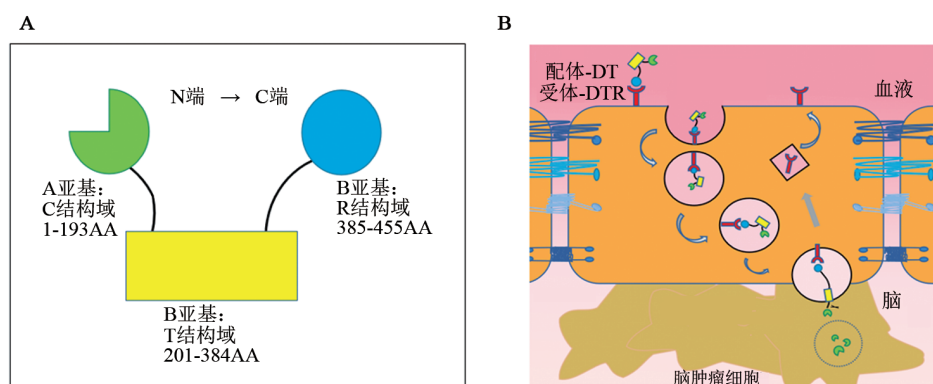 A
N端 → C端
A亚基：
C结构域
1-193AA
B亚基：
R结构域
385-455AA
B亚基：
T结构域
201-384AA
B
配体-DT
受体-DTR
血液
脑
脑肿瘤细胞